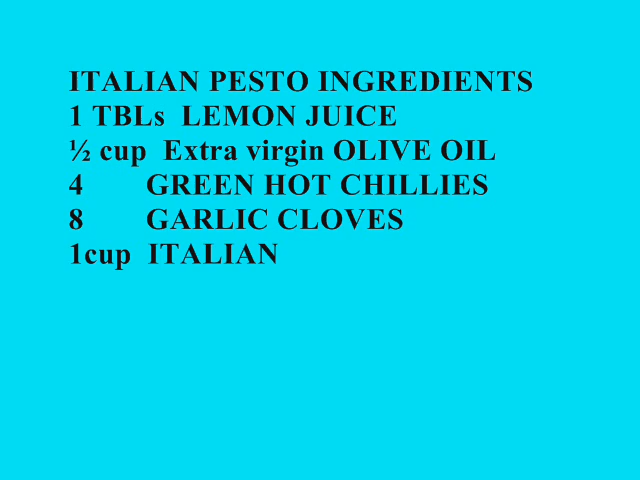 ITALIAN PESTO INGREDIENTS
1 TBLs LEMON JUICE
½ cup Extra virgin OLIVE OIL
4 GREEN HOT CHILLIES
8 GARLIC CLOVES
1cup ITALIAN